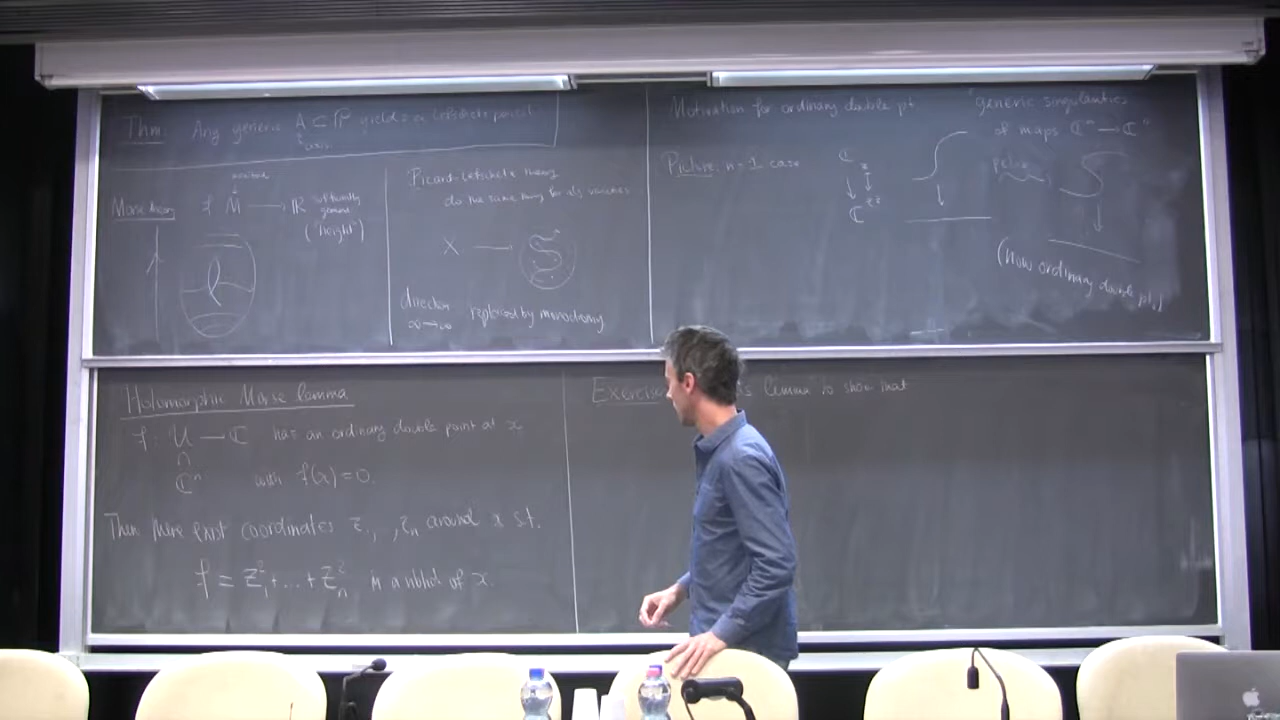 Thm: Any generic A ⊆ P yields a Lefschetz pencil
Morse theory
f: M → ℝ
("height")
Picard-Lefschetz theory
do the same thing for alg varieties
X →
direction
replaced by monodromy
Motivation for ordinary double pt
"generic singularities
of maps ℂⁿ → ℂ"
Picture: n = 1 case
ℂ z
ℂ z²
(now ordinary double pt)
Holomorphic Morse lemma
f: U → ℂ has an ordinary double point at x
∩
ℂⁿ with f(x) = 0.
Then there exist coordinates z₁, , zₙ around x s.t.
f = z₁² + ... + zₙ² in a nbhd of x.
Exercise
lemma to show that